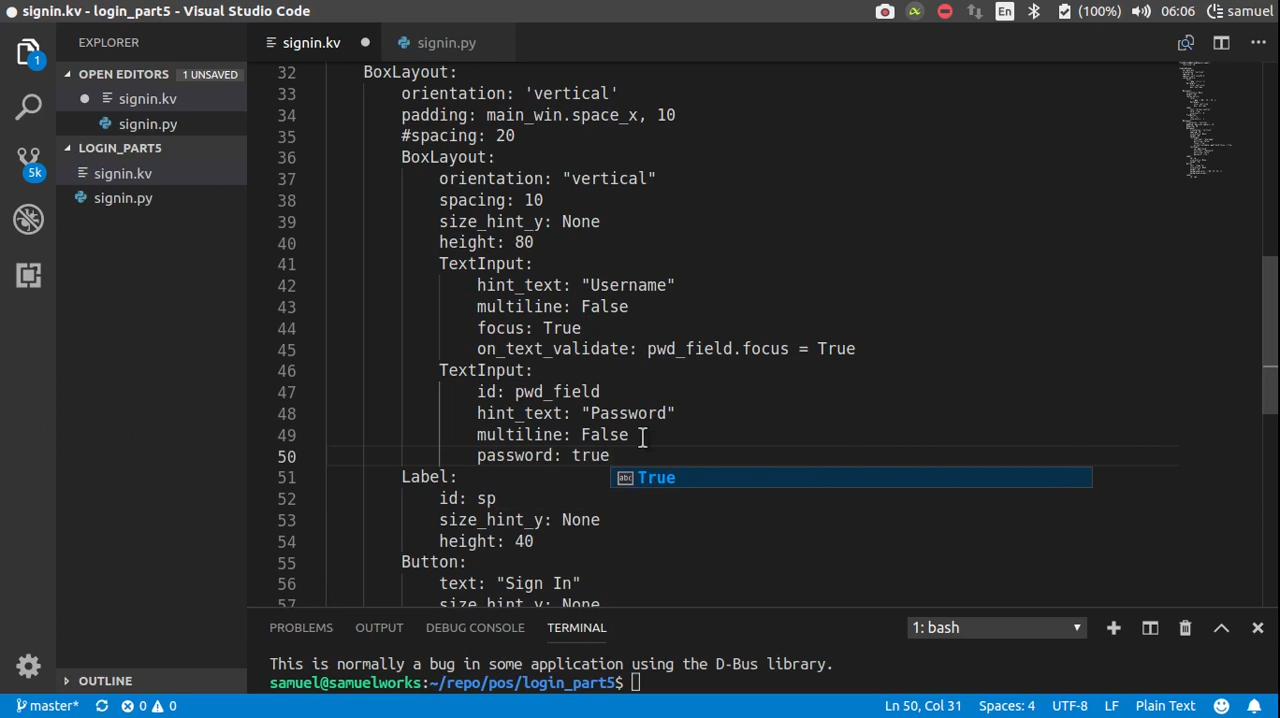 signin.kv - login_part5 - Visual Studio Code
En (100%) 06:06 samuel
EXPLORER
signin.kv
signin.py
OPEN EDITORS 1 UNSAVED
signin.kv
signin.py
LOGIN_PART5
signin.kv
signin.py
1
5k
32 BoxLayout:
33 orientation: 'vertical'
34 padding: main_win.space_x, 10
35 #spacing: 20
36 BoxLayout:
37 orientation: "vertical"
38 spacing: 10
39 size_hint_y: None
40 height: 80
41 TextInput:
42 hint_text: "Username"
43 multiline: False
44 focus: True
45 on_text_validate: pwd_field.focus = True
46 TextInput:
47 id: pwd_field
48 hint_text: "Password"
49 multiline: False
50 password: true
abc True
51 Label:
52 id: sp
53 size_hint_y: None
54 height: 40
55 Button:
56 text: "Sign In"
57 size_hint_y: None
PROBLEMS OUTPUT DEBUG CONSOLE TERMINAL 1: bash
This is normally a bug in some application using the D-Bus library.
samuel@samuelworks:~/repo/pos/login_part5$
OUTLINE
master* 0 0 Ln 50, Col 31 Spaces: 4 UTF-8 LF Plain Text